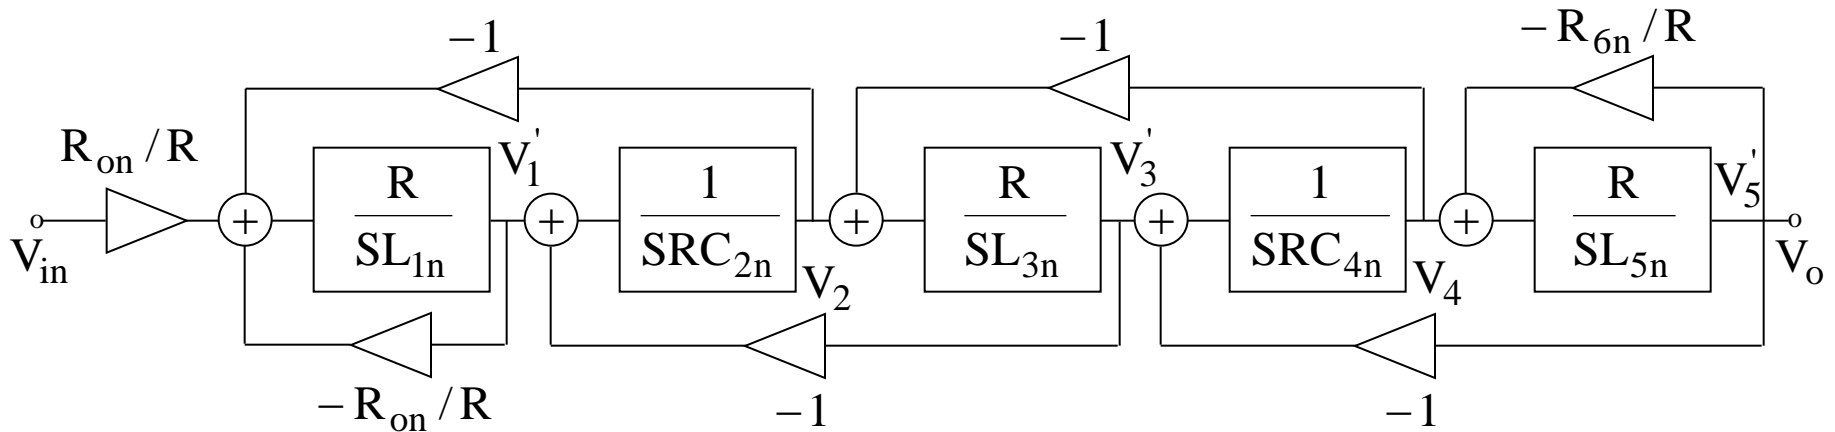 −1
−1
− R6n / R
Ron / R
V1'
V3'
V5'
+
R
SL1n
+
1
SRC2n
+
R
SL3n
+
1
SRC4n
+
R
SL5n
Vin
V2
V4
Vo
− Ron / R
−1
−1